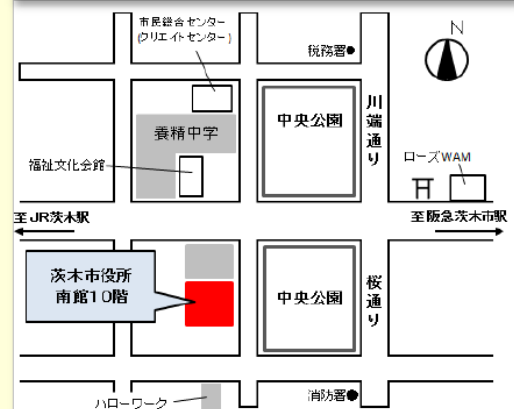 市民総合センター
(クリエイトセンター)
税務署
N
中央公園
川端通り
養精中学
福祉文化会館
ローズWAM
至JR茨木駅
至阪急茨木市駅
茨木市役所
南館10階
中央公園
桜通り
ハローワーク
消防署